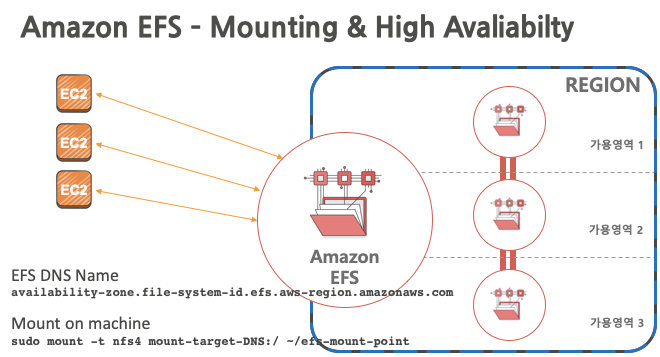 Amazon EFS - Mounting & High Avaliabilty
REGION
EC2
EC2
EC2
가용영역 1
가용영역 2
가용영역 3
Amazon
EFS
EFS DNS Name
availability-zone.file-system-id.efs.aws-region.amazonaws.com
Mount on machine
sudo mount -t nfs4 mount-target-DNS:/ ~/efs-mount-point